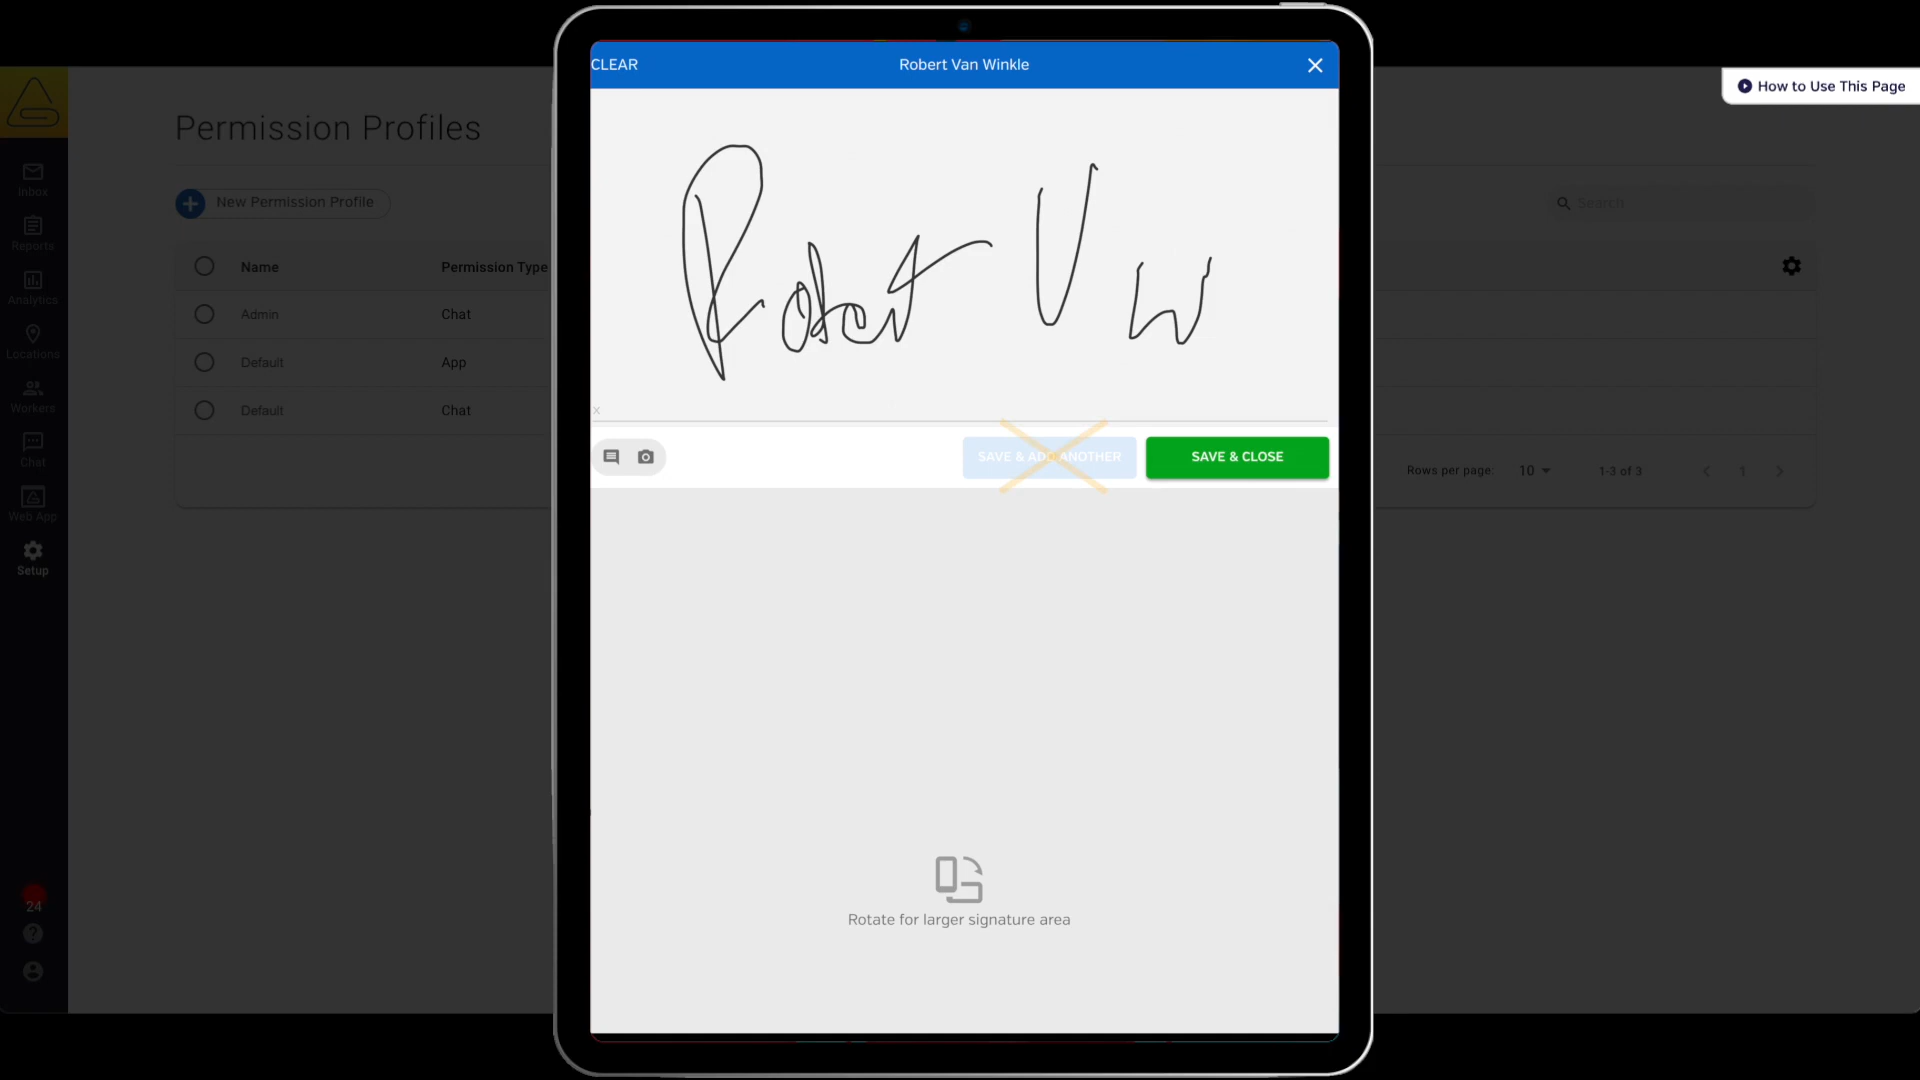 CLEAR
Robert Van Winkle
How to Use This Page
Permission Profiles
Inbox
Reports
Analytics
Locations
Workers
Chat
Web App
Setup
24
New Permission Profile
Search
Name Permission Type
Admin Chat
Default App
Default Chat
Rows per page: 10 1-3 of 3 1
Robert V W
x
SAVE & ADD ANOTHER
SAVE & CLOSE
Rotate for larger signature area